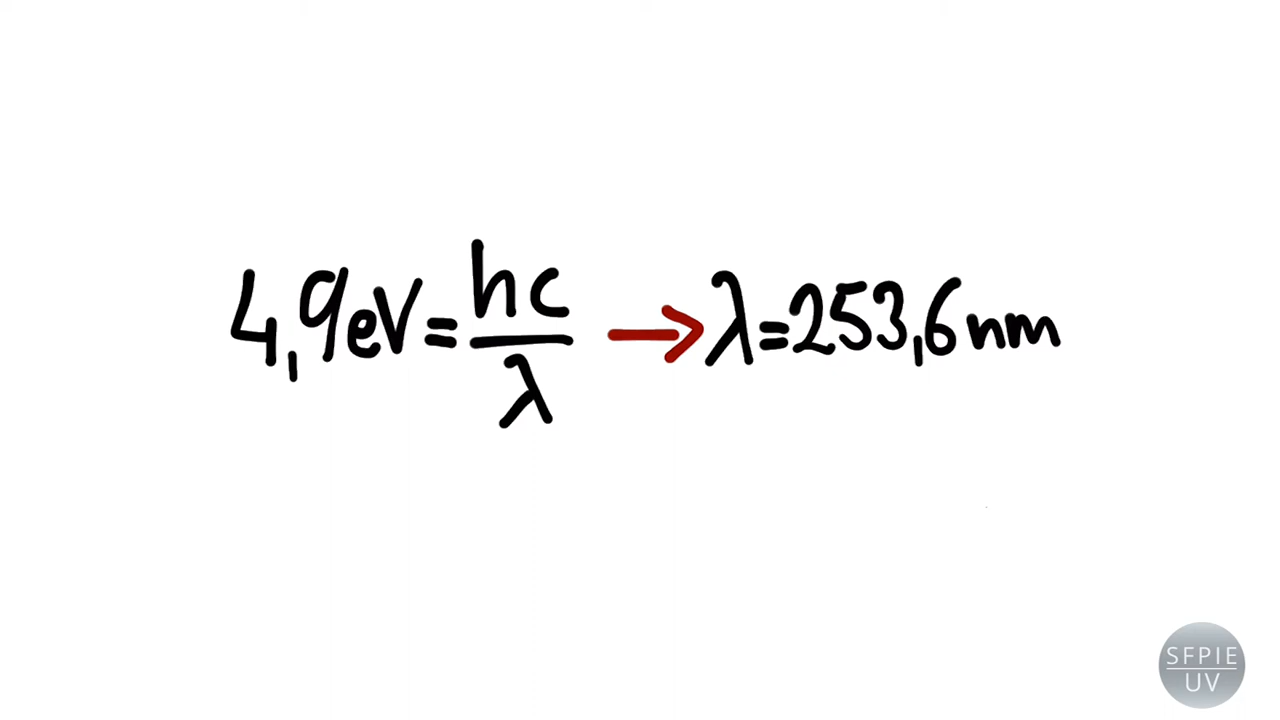 4,9eV = hc/λ → λ = 253,6nm
SFPIE
UV